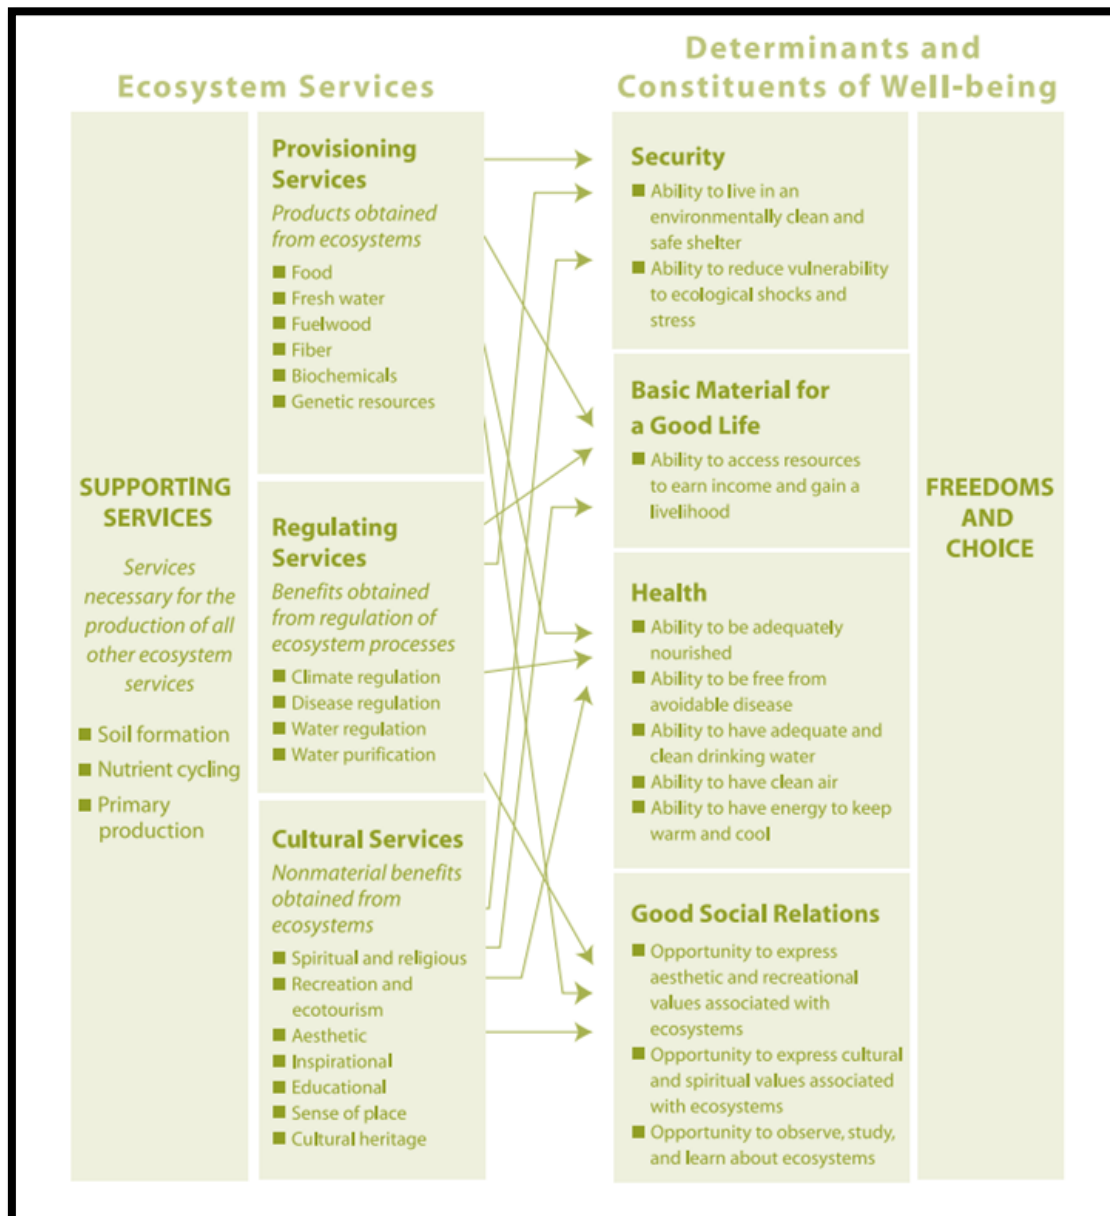 Ecosystem Services
Determinants and
Constituents of Well-being
SUPPORTING
SERVICES
Services
necessary for the
production of all
other ecosystem
services
■ Soil formation
■ Nutrient cycling
■ Primary
production
Provisioning
Services
Products obtained
from ecosystems
■ Food
■ Fresh water
■ Fuelwood
■ Fiber
■ Biochemicals
■ Genetic resources
Regulating
Services
Benefits obtained
from regulation of
ecosystem processes
■ Climate regulation
■ Disease regulation
■ Water regulation
■ Water purification
Cultural Services
Nonmaterial benefits
obtained from
ecosystems
■ Spiritual and religious
■ Recreation and
ecotourism
■ Aesthetic
■ Inspirational
■ Educational
■ Sense of place
■ Cultural heritage
Security
■ Ability to live in an
environmentally clean and
safe shelter
■ Ability to reduce vulnerability
to ecological shocks and
stress
Basic Material for
a Good Life
■ Ability to access resources
to earn income and gain a
livelihood
Health
■ Ability to be adequately
nourished
■ Ability to be free from
avoidable disease
■ Ability to have adequate and
clean drinking water
■ Ability to have clean air
■ Ability to have energy to keep
warm and cool
Good Social Relations
■ Opportunity to express
aesthetic and recreational
values associated with
ecosystems
■ Opportunity to express cultural
and spiritual values associated
with ecosystems
■ Opportunity to observe, study,
and learn about ecosystems
FREEDOMS
AND
CHOICE